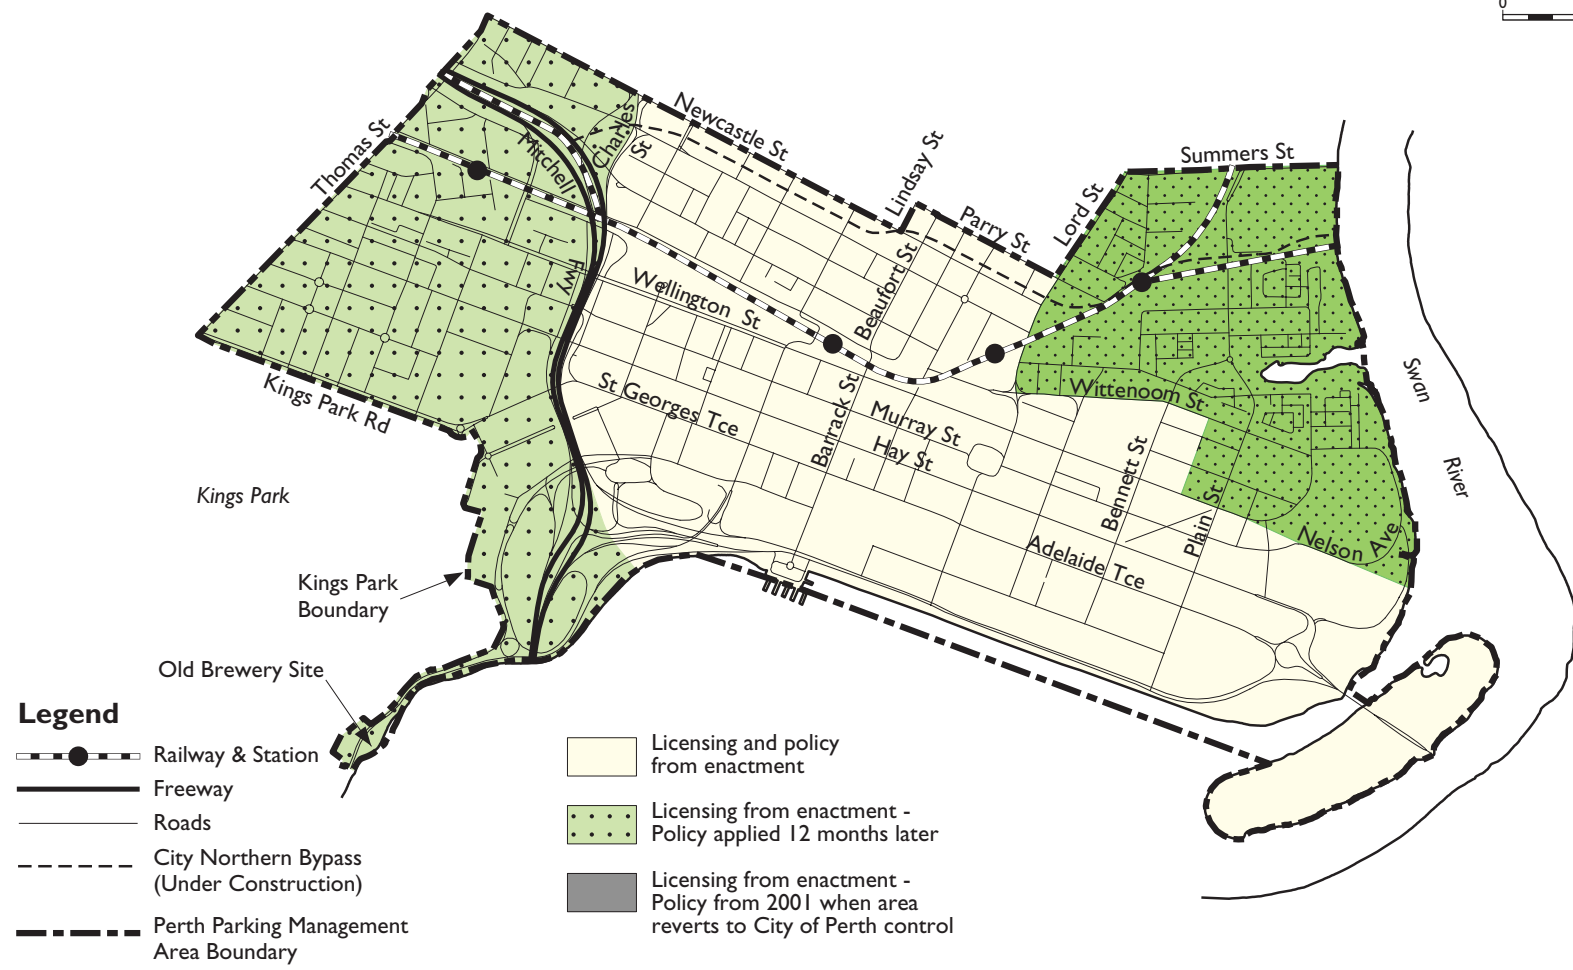 0
Newcastle St
Charles
St
Mitchell
Fwy
Thomas St
Lindsay St
Summers St
Parry St
Lord St
Beaufort St
Wellington St
Swan
River
Kings Park Rd
St Georges Tce
Barrack St
Murray St
Hay St
Wittenoom St
Bennett St
Plain St
Nelson Ave
Adelaide Tce
Kings Park
Kings Park
Boundary
Old Brewery Site
Legend
Railway & Station
Freeway
Roads
City Northern Bypass
(Under Construction)
Perth Parking Management
Area Boundary
Licensing and policy
from enactment
Licensing from enactment -
Policy applied 12 months later
Licensing from enactment -
Policy from 2001 when area
reverts to City of Perth control